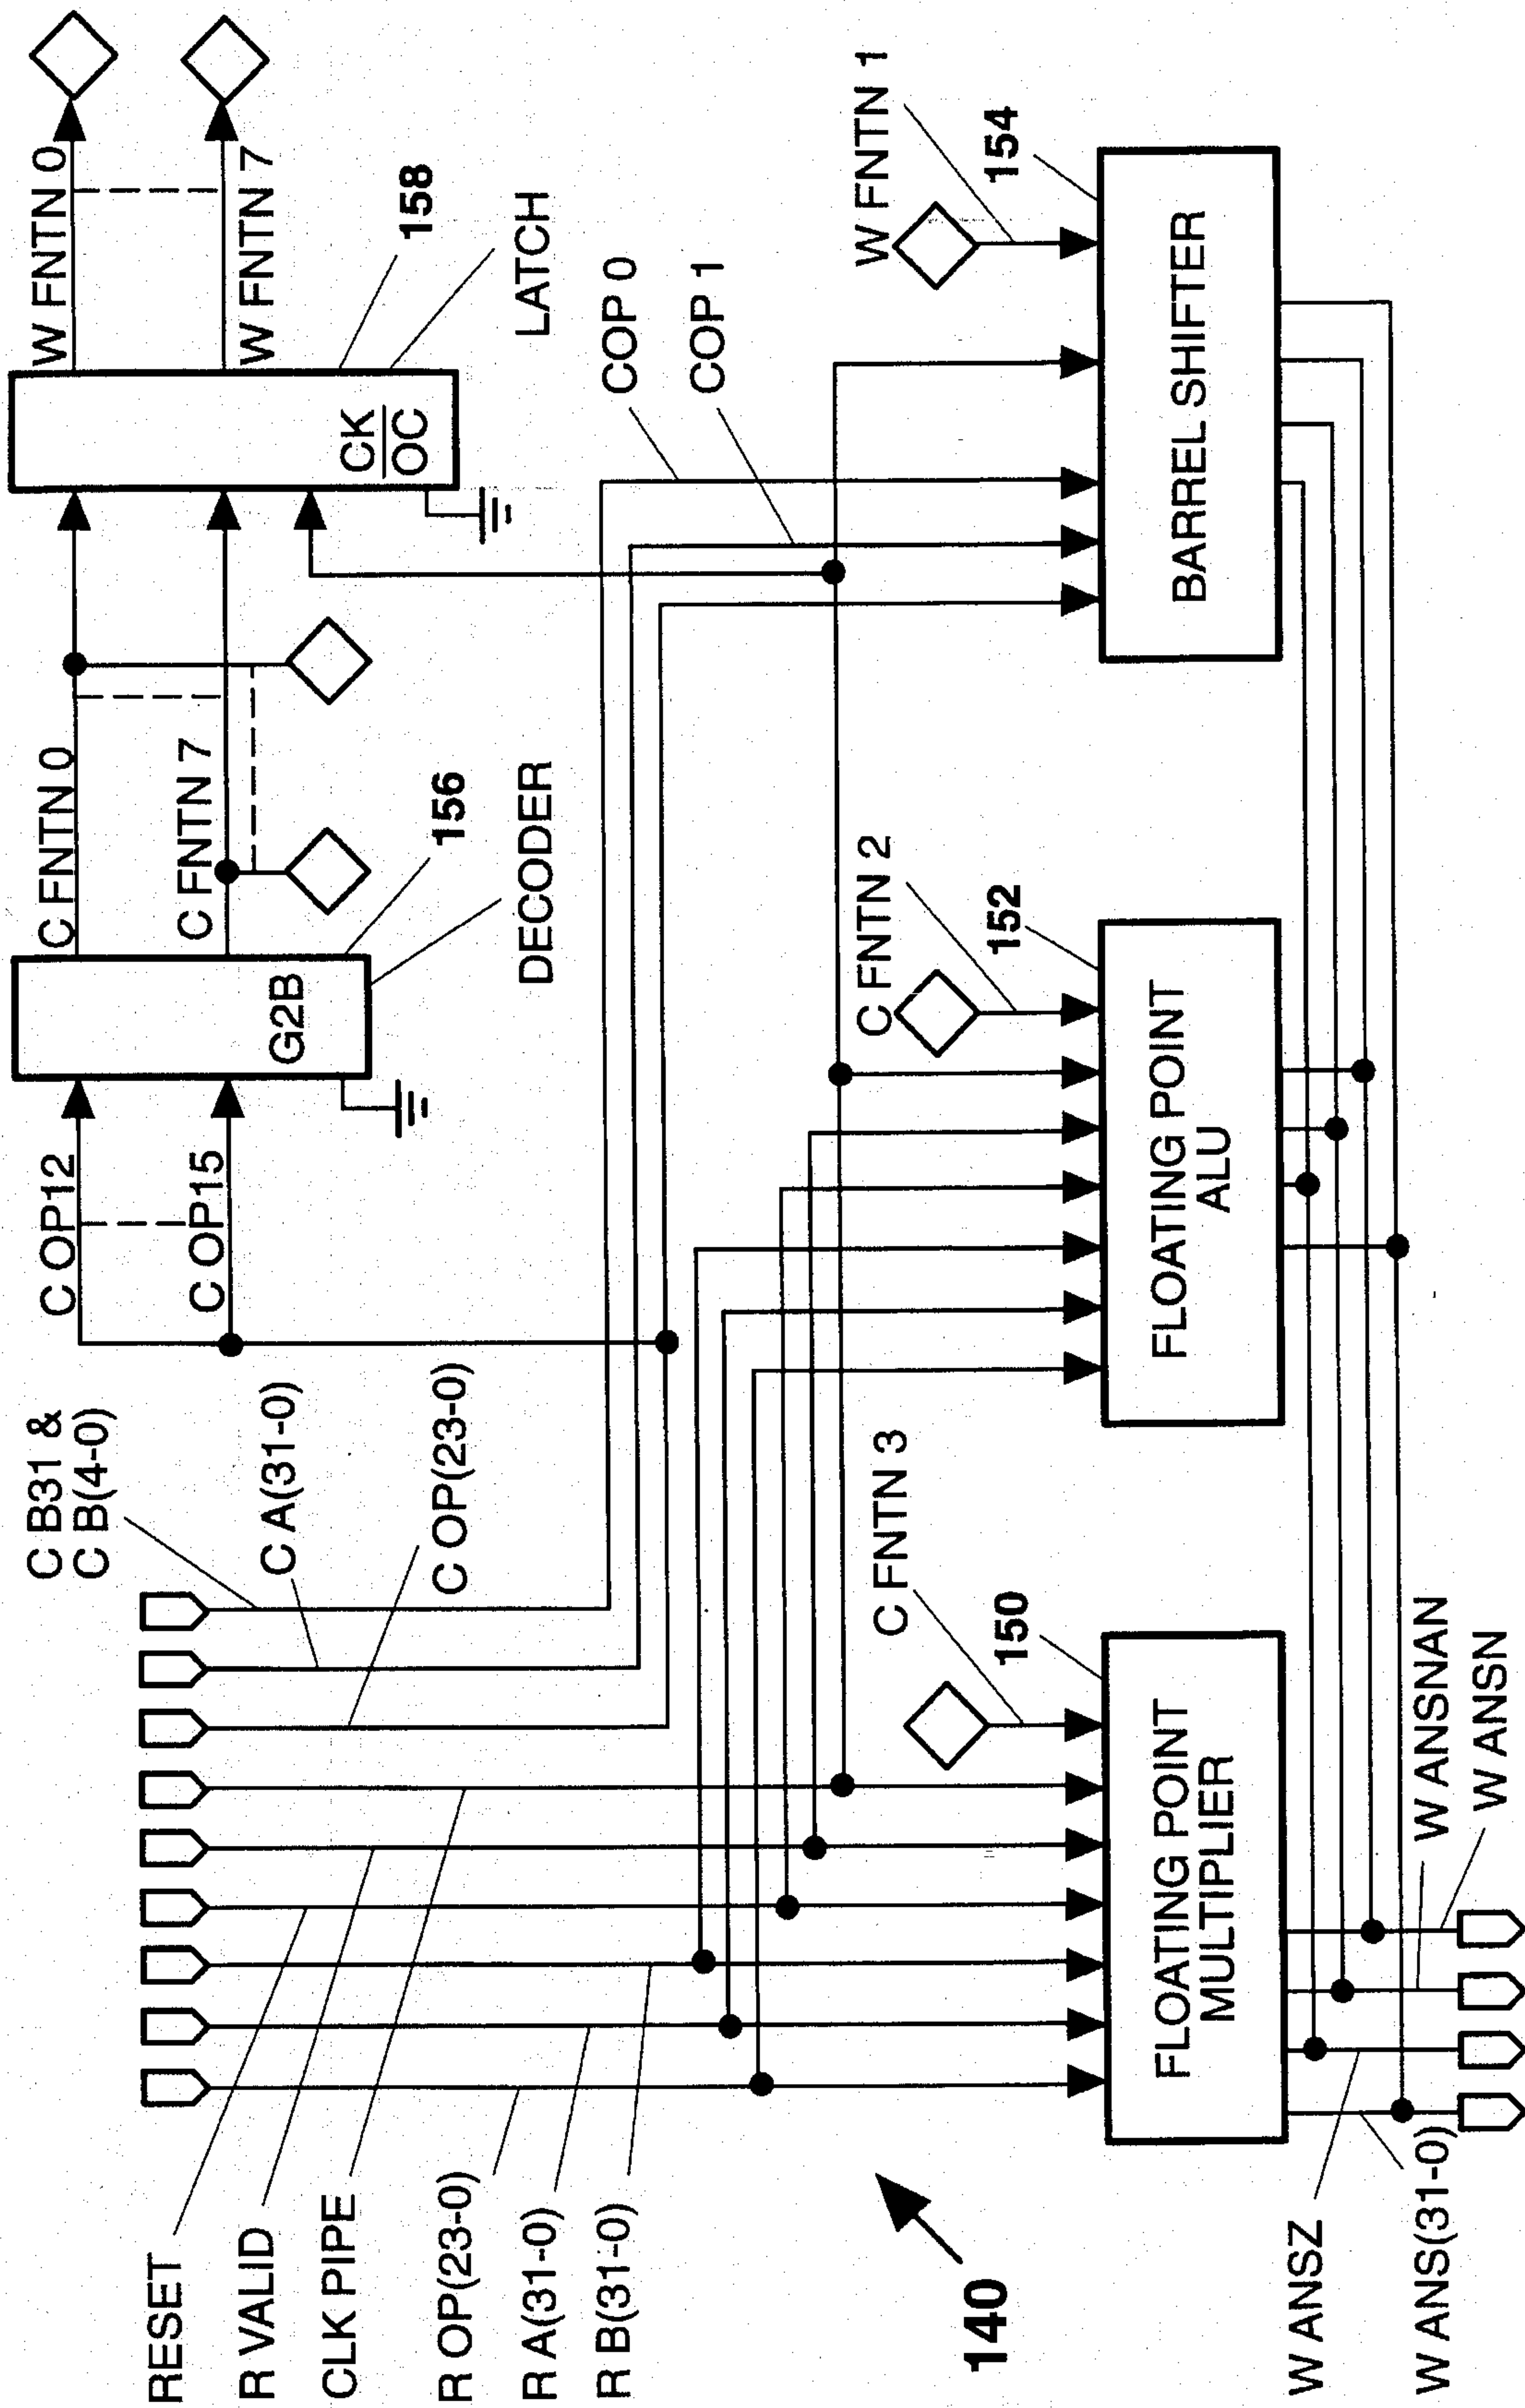 RESET
R VALID
CLK PIPE
R OP(23-0)
R A(31-0)
R B(31-0)
140
C B31 &
C B(4-0)
C A(31-0)
C OP(23-0)
C OP12
C OP15
G2B
DECODER
156
C FNTN 0
C FNTN 7
CK
OC
LATCH
158
W FNTN 0
W FNTN 7
COP 0
COP 1
C FNTN 3
150
FLOATING POINT
MULTIPLIER
C FNTN 2
152
FLOATING POINT
ALU
W FNTN 1
154
BARREL SHIFTER
W ANSZ
W ANS(31-0)
W ANSNAN
W ANSN